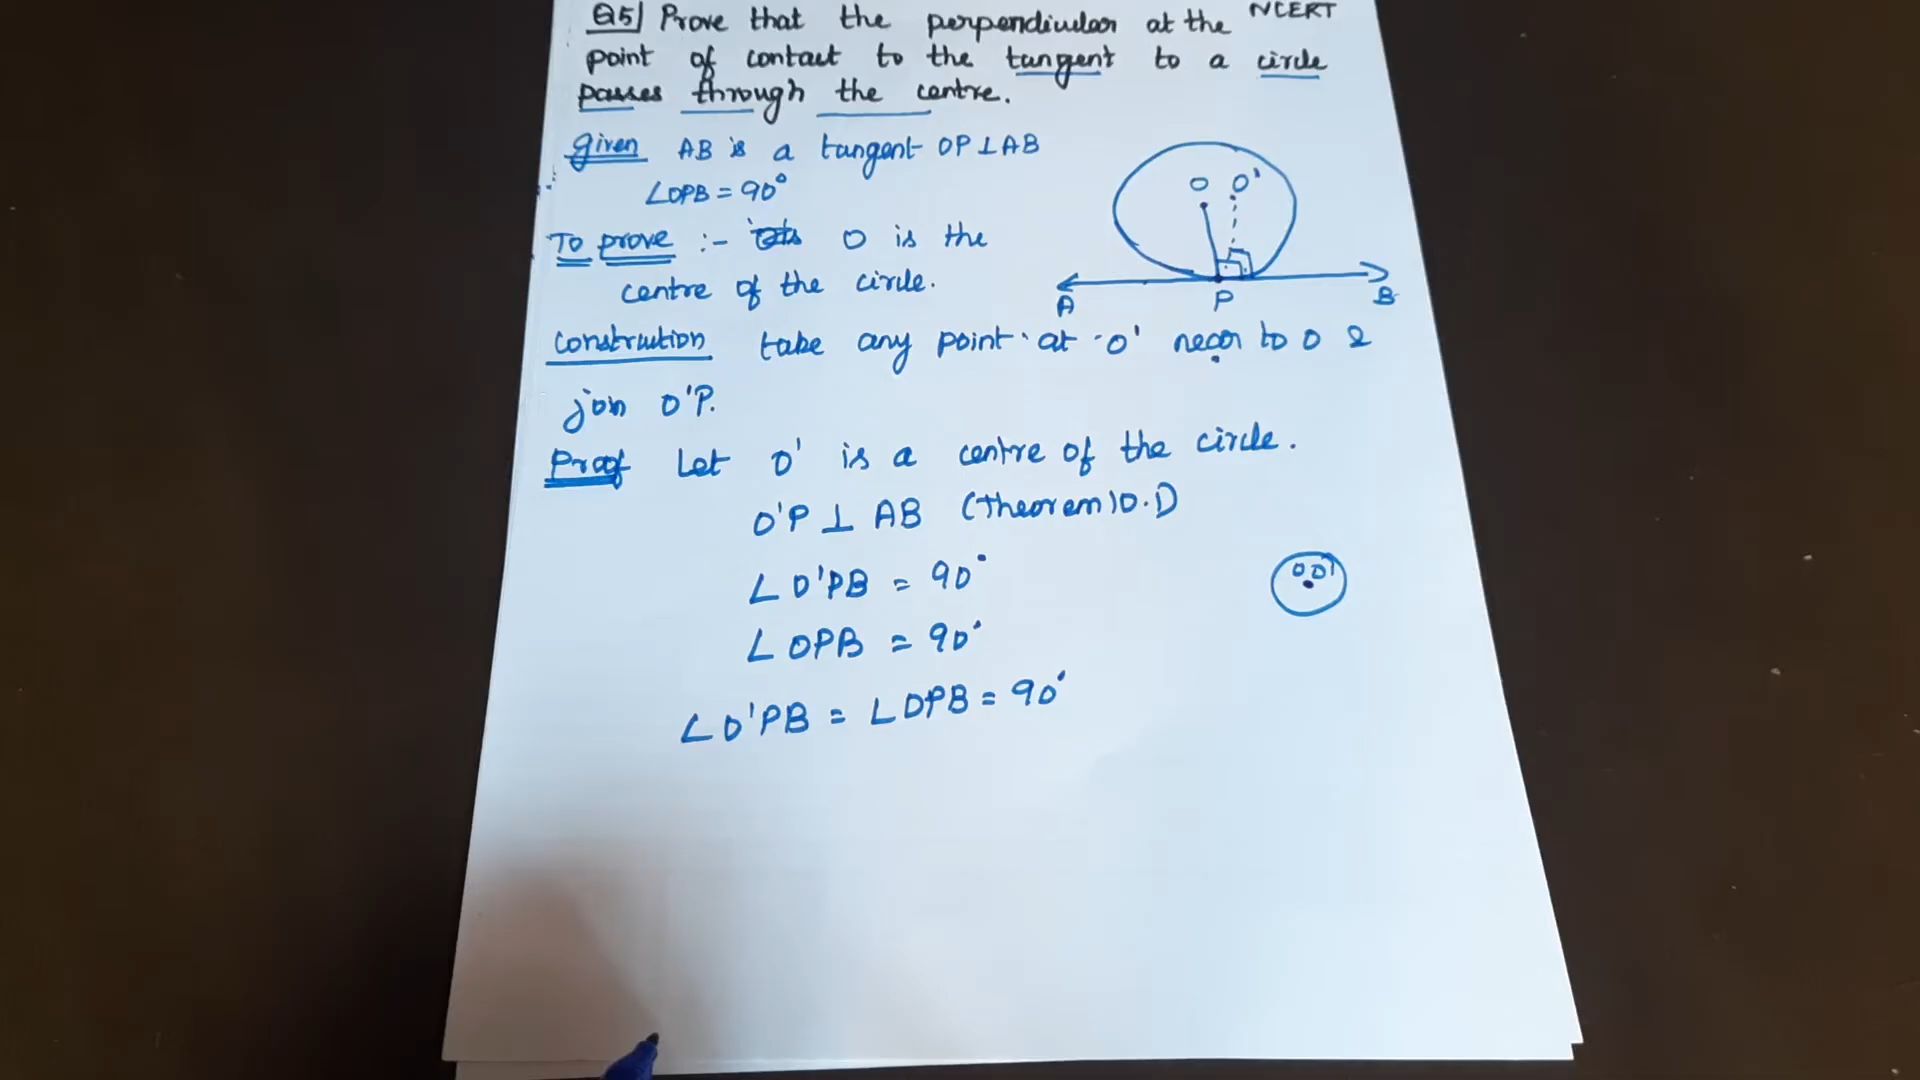 Q5] Prove that the perpendicular at the NCERT
point of contact to the tangent to a circle
passes through the centre.
Given AB is a tangent OP⊥AB
∠OPB = 90°
To prove :- O is the
centre of the circle.
O O'
A P B
Construction take any point at O' near to O &
join O'P.
Proof Let O' is a centre of the circle.
O'P ⊥ AB (Theorem 10.1)
∠O'PB = 90°
O O'
∠OPB = 90°
∠O'PB = ∠OPB = 90°